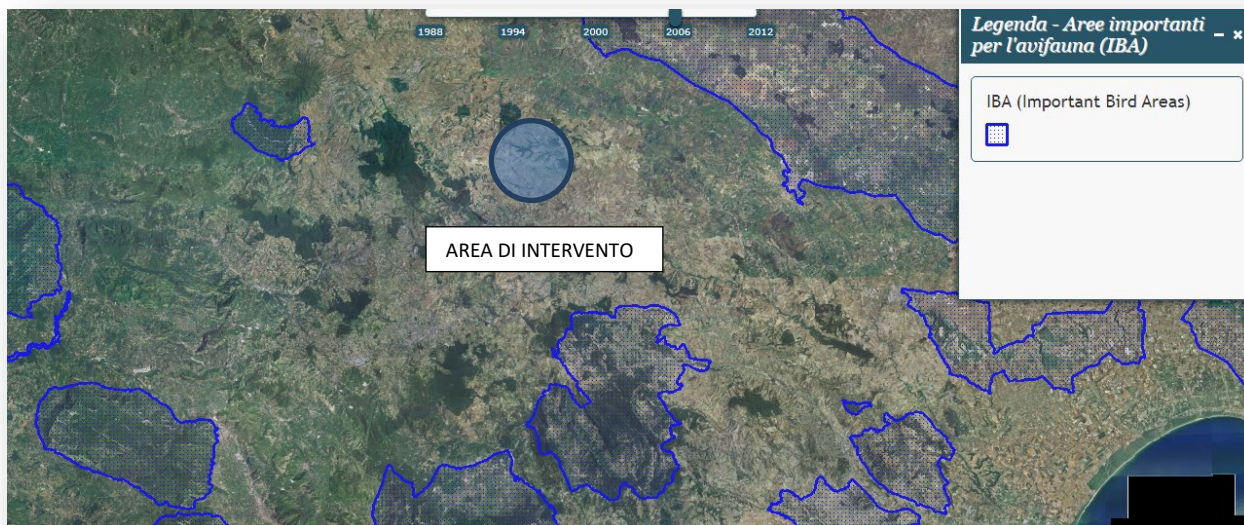 1988 1994 2000 2006 2012
Legenda - Aree importanti
per l'avifauna (IBA)
IBA (Important Bird Areas)
AREA DI INTERVENTO